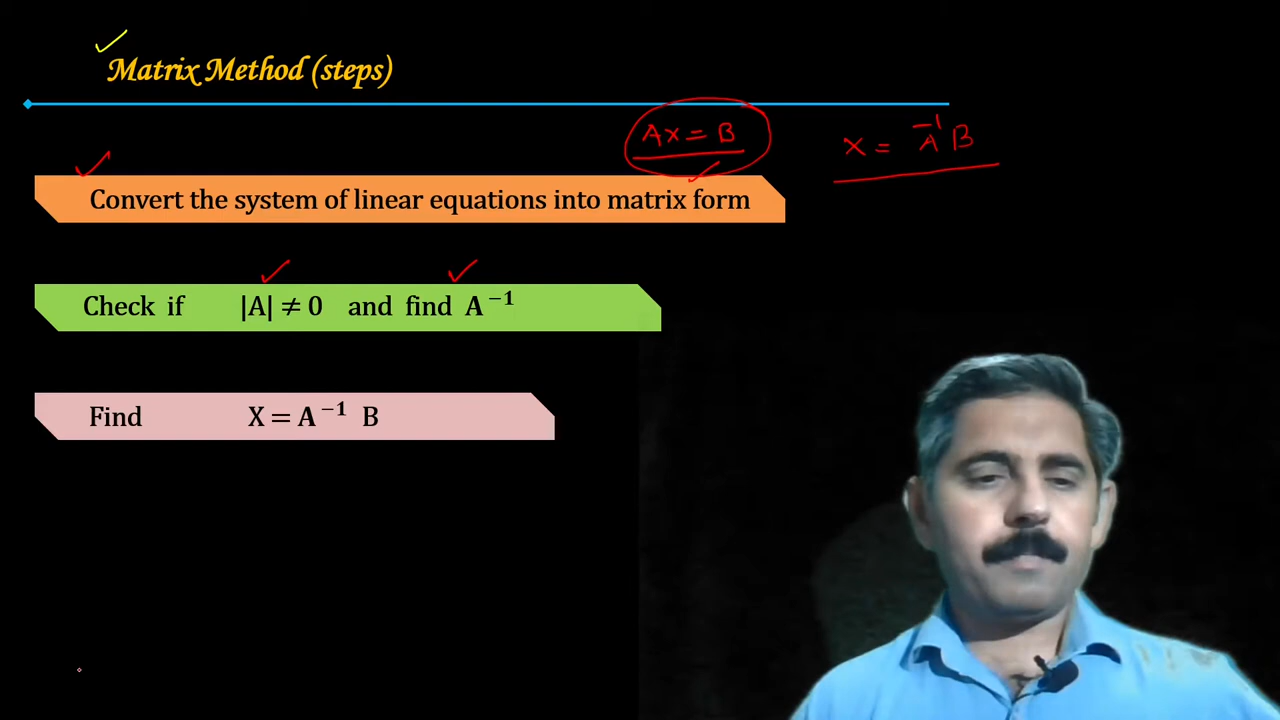 Matrix Method (steps)
AX = B
X = A⁻¹ B
Convert the system of linear equations into matrix form
Check if |A| ≠ 0 and find A⁻¹
Find X = A⁻¹ B